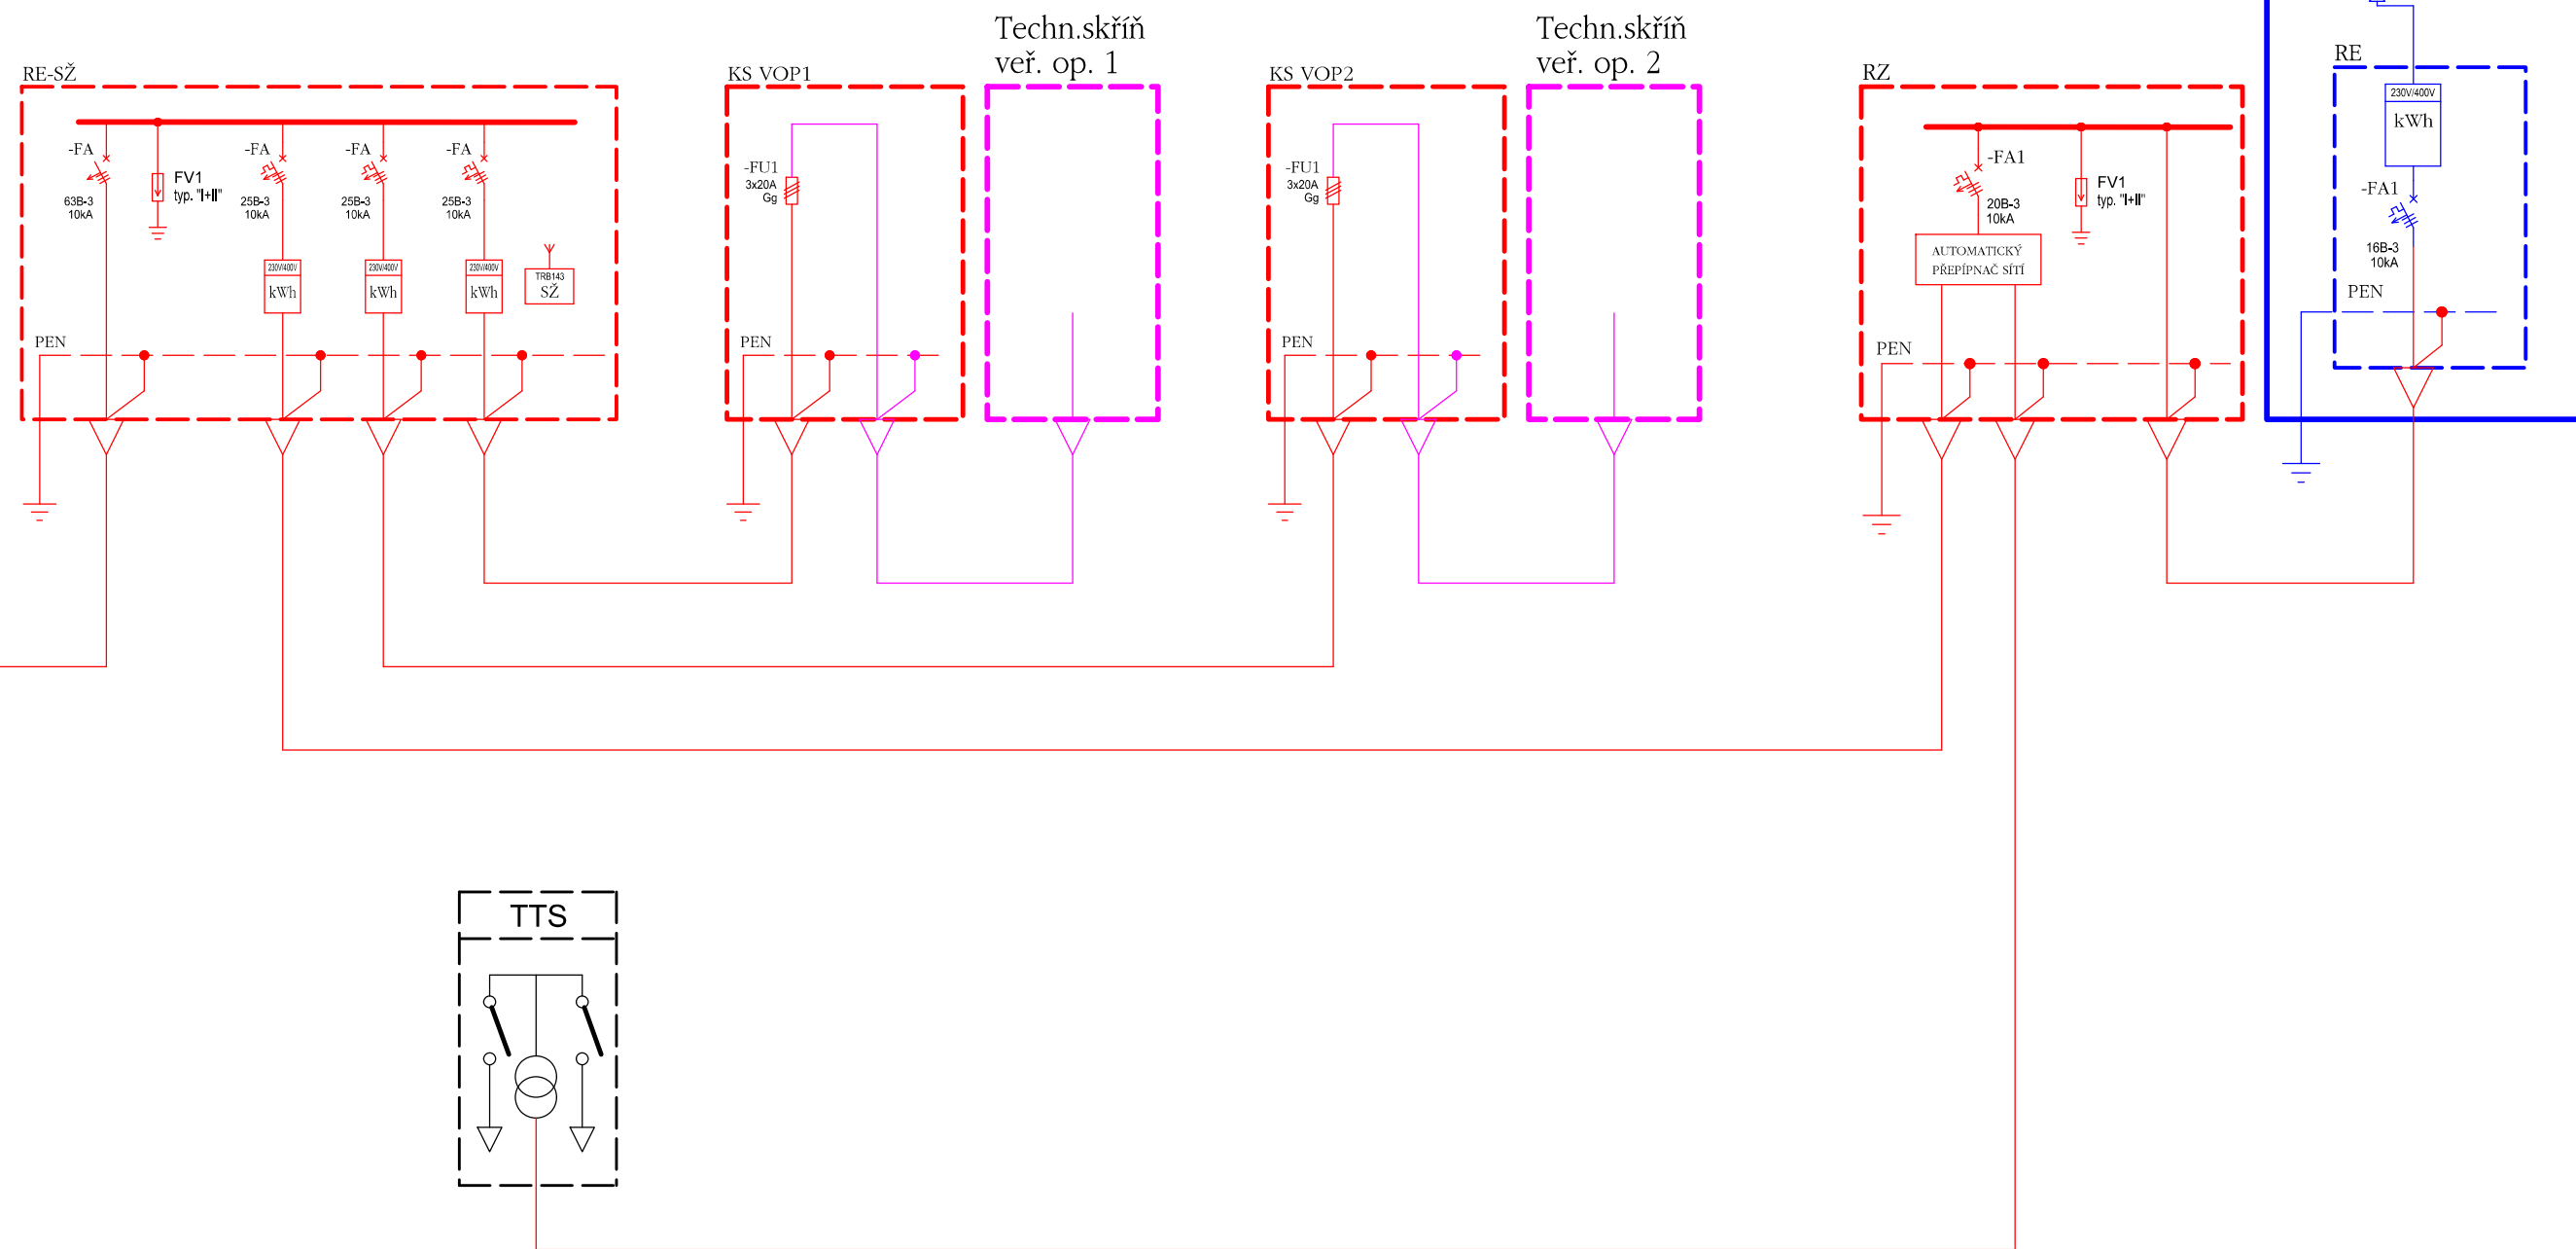 Techn.skříň
veř. op. 1
Techn.skříň
veř. op. 2
RE-SŽ
-FA
63B-3
10kA
FV1
typ. "I+II"
-FA
25B-3
10kA
-FA
25B-3
10kA
-FA
25B-3
10kA
230V/400V
kWh
230V/400V
kWh
230V/400V
kWh
TRB143
SŽ
PEN
KS VOP1
-FU1
3x20A
Gg
PEN
KS VOP2
-FU1
3x20A
Gg
PEN
RZ
-FA1
20B-3
10kA
FV1
typ. "I+II"
AUTOMATICKÝ
PŘEPÍPNAČ SÍTÍ
PEN
RE
230V/400V
kWh
-FA1
16B-3
10kA
PEN
TTS